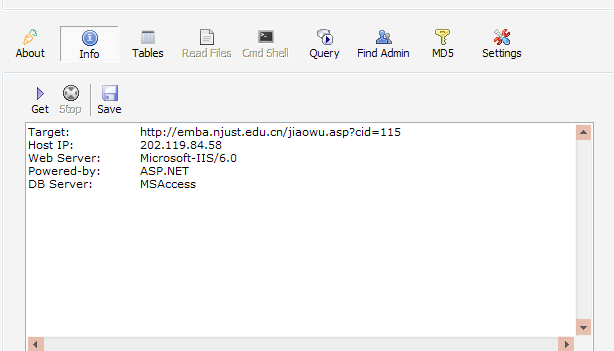 About Info Tables Read Files Cmd Shell Query Find Admin MD5 Settings
Get Stop Save
Target: http://emba.njust.edu.cn/jiaowu.asp?cid=115
Host IP: 202.119.84.58
Web Server: Microsoft-IIS/6.0
Powered-by: ASP.NET
DB Server: MSAccess